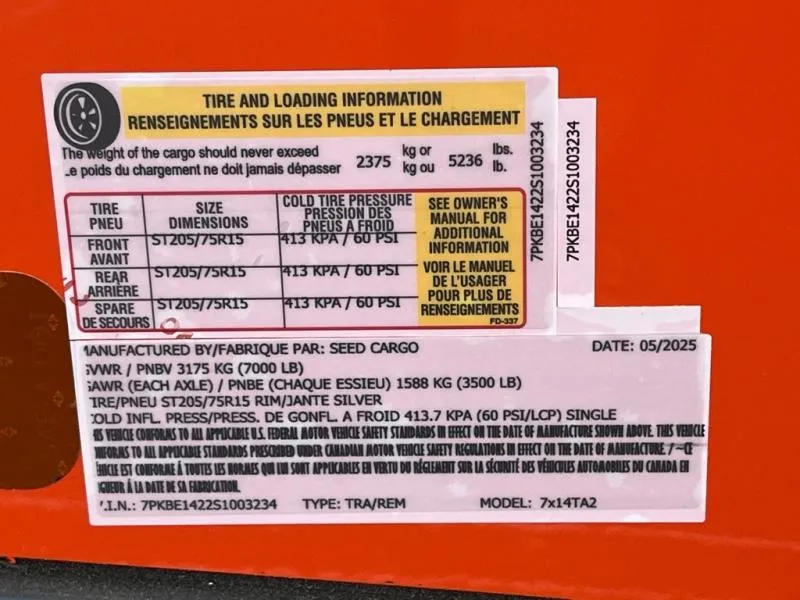 TIRE AND LOADING INFORMATION
RENSEIGNEMENTS SUR LES PNEUS ET LE CHARGEMENT
The weight of the cargo should never exceed 2375 kg or 5236 lbs.
Le poids du chargement ne doit jamais dépasser kg ou lb.
TIRE PNEU SIZE DIMENSIONS COLD TIRE PRESSURE PRESSION DES PNEUS A FROID
FRONT AVANT ST205/75R15 413 KPA / 60 PSI
REAR ARRIÈRE ST205/75R15 413 KPA / 60 PSI
SPARE DE SECOURS ST205/75R15 413 KPA / 60 PSI
SEE OWNER'S
MANUAL FOR
ADDITIONAL
INFORMATION
VOIR LE MANUEL
DE L'USAGER
POUR PLUS DE
RENSEIGNEMENTS
FD-337
7PKBE1422S1003234
7PKBE1422S1003234
MANUFACTURED BY/FABRIQUE PAR: SEED CARGO DATE: 05/2025
GVWR / PNBV 3175 KG (7000 LB)
GAWR (EACH AXLE) / PNBE (CHAQUE ESSIEU) 1588 KG (3500 LB)
TIRE/PNEU ST205/75R15 RIM/JANTE SILVER
COLD INFL. PRESS/PRESS. DE GONFL. A FROID 413.7 KPA (60 PSI/LCP) SINGLE
THIS VEHICLE CONFORMS TO ALL APPLICABLE U.S. FEDERAL MOTOR VEHICLE SAFETY STANDARDS IN EFFECT ON THE DATE OF MANUFACTURE SHOWN ABOVE. THIS VEHICLE
CONFORMS TO ALL APPLICABLE STANDARDS PRESCRIBED UNDER CANADIAN MOTOR VEHICLE SAFETY REGULATIONS IN EFFECT ON THE DATE OF MANUFACTURE. / ~CE
VÉHICLE EST CONFORME À TOUTES LES NORMES QUI LUI SONT APPLICABLES EN VERTU DU RÉGLEMENT SUR LA SÉCURITÉ DES VÉHICULES AUTOMOBILES DU CANADA EN
VIGUEUR À LA DATE DE SA FABRICATION.
V.I.N.: 7PKBE1422S1003234 TYPE: TRA/REM MODEL: 7x14TA2